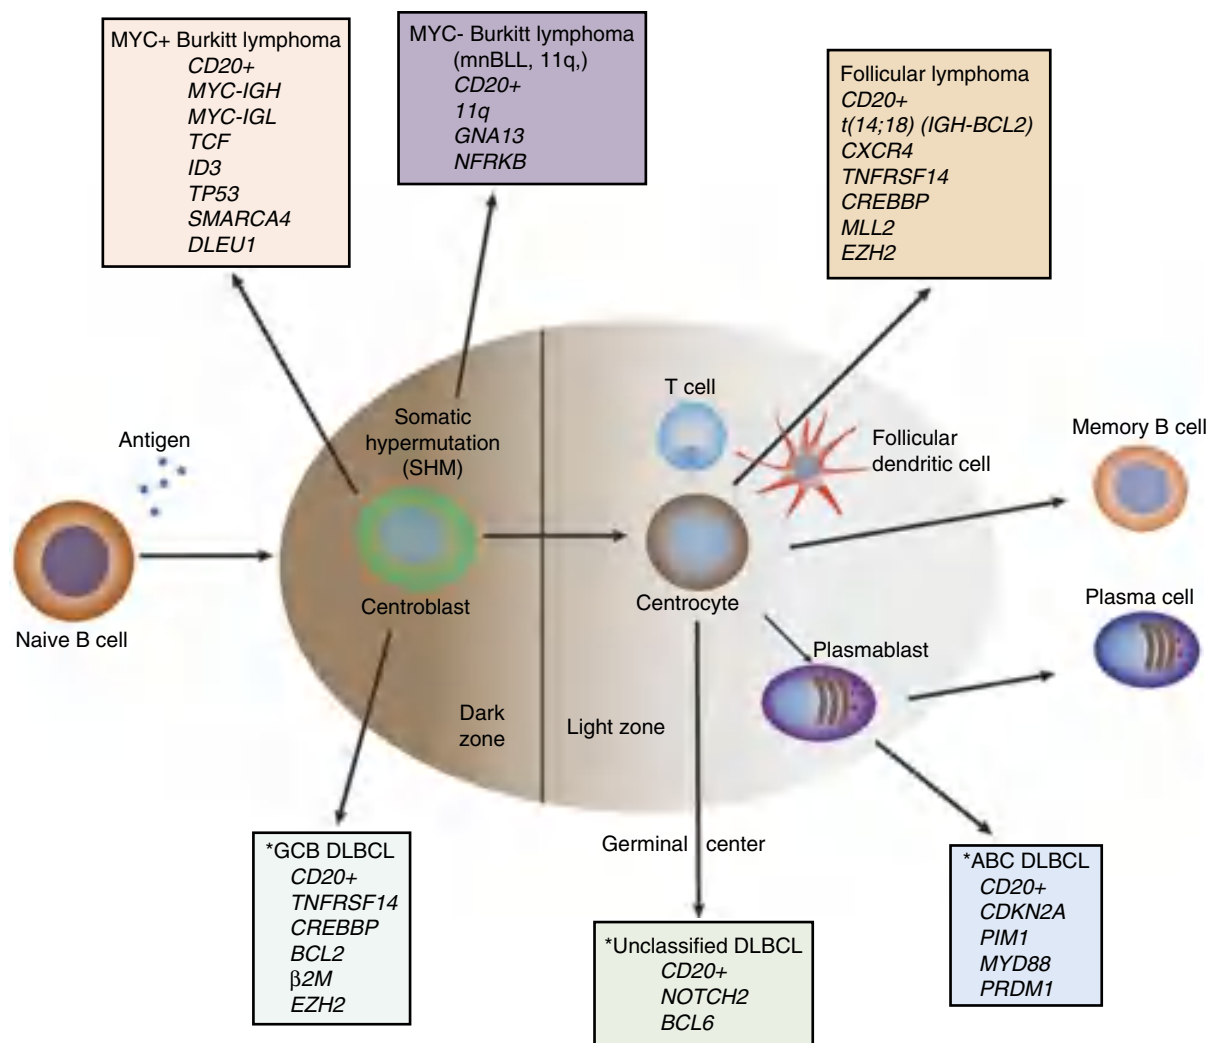 MYC+ Burkitt lymphoma
CD20+
MYC-IGH
MYC-IGL
TCF
ID3
TP53
SMARCA4
DLEU1
MYC- Burkitt lymphoma
(mnBLL, 11q,)
CD20+
11q
GNA13
NFRKB
Follicular lymphoma
CD20+
t(14;18) (IGH-BCL2)
CXCR4
TNFRSF14
CREBBP
MLL2
EZH2
Antigen
Naive B cell
Somatic
hypermutation
(SHM)
Centroblast
T cell
Follicular
dendritic cell
Centrocyte
Memory B cell
Plasma cell
Plasmablast
Dark
zone
Light zone
Germinal center
*GCB DLBCL
CD20+
TNFRSF14
CREBBP
BCL2
β2M
EZH2
*Unclassified DLBCL
CD20+
NOTCH2
BCL6
*ABC DLBCL
CD20+
CDKN2A
PIM1
MYD88
PRDM1